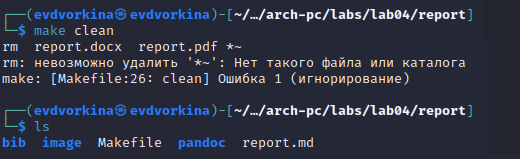 ┌──(evdvorkina㉿evdvorkina)-[~/…/arch-pc/labs/lab04/report]
└─$ make clean
rm  report.docx  report.pdf *~
rm: невозможно удалить '*~': Нет такого файла или каталога
make: [Makefile:26: clean] Ошибка 1 (игнорирование)
┌──(evdvorkina㉿evdvorkina)-[~/…/arch-pc/labs/lab04/report]
└─$ ls
bib  image  Makefile  pandoc  report.md